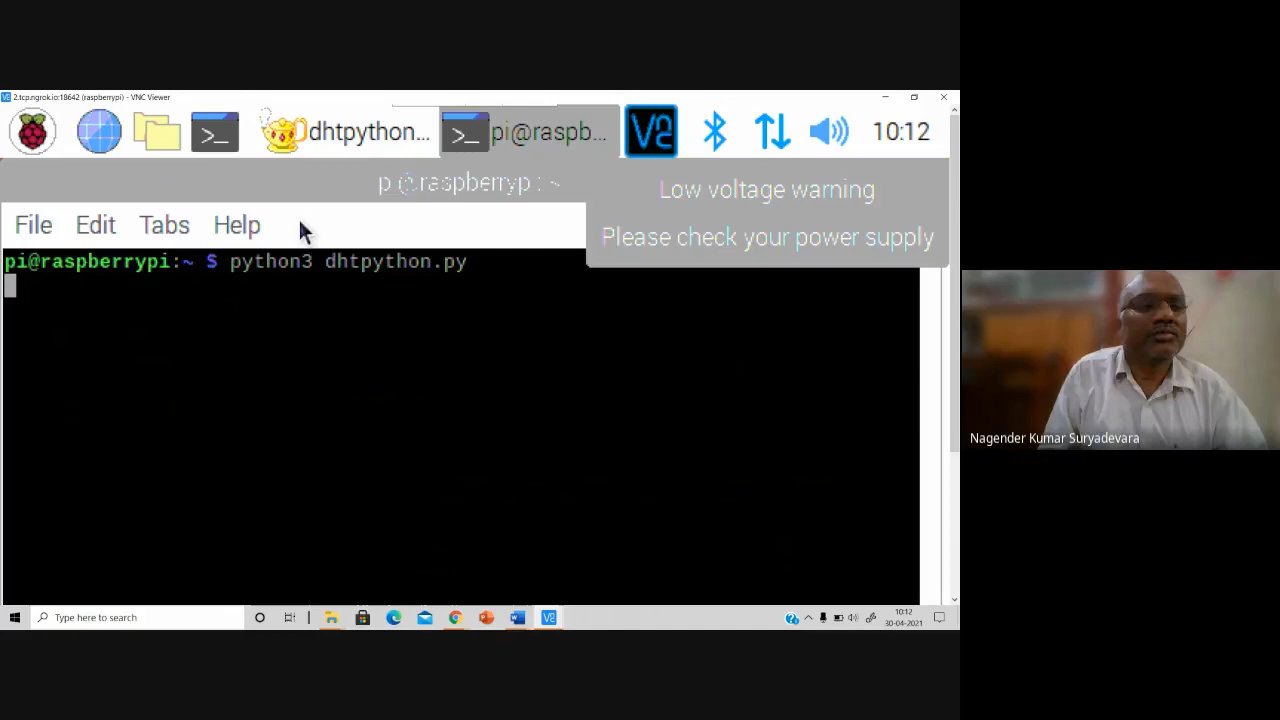 2.tcp.ngrok.io:18642 (raspberrypi) - VNC Viewer
dhtpython...
pi@raspb...
10:12
Low voltage warning
Please check your power supply
File Edit Tabs Help
pi@raspberrypi:~ $ python3 dhtpython.py
Nagender Kumar Suryadevara
Type here to search
10:12
30-04-2021